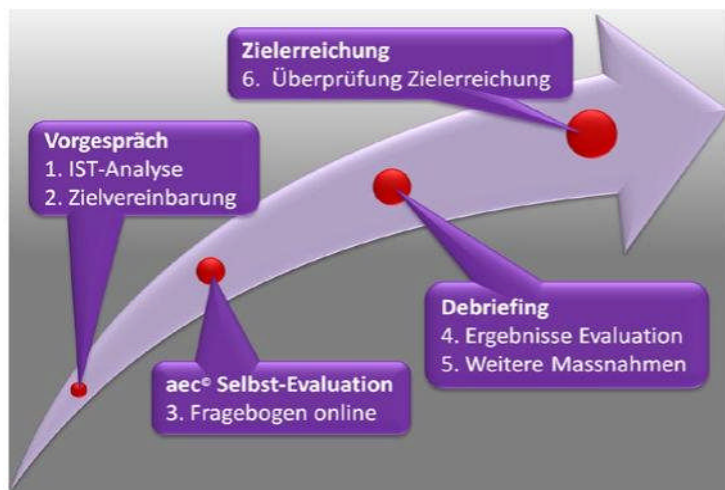 Vorgespräch
1. IST-Analyse
2. Zielvereinbarung
aec© Selbst-Evaluation
3. Fragebogen online
Debriefing
4. Ergebnisse Evaluation
5. Weitere Massnahmen
Zielerreichung
6. Überprüfung Zielerreichung